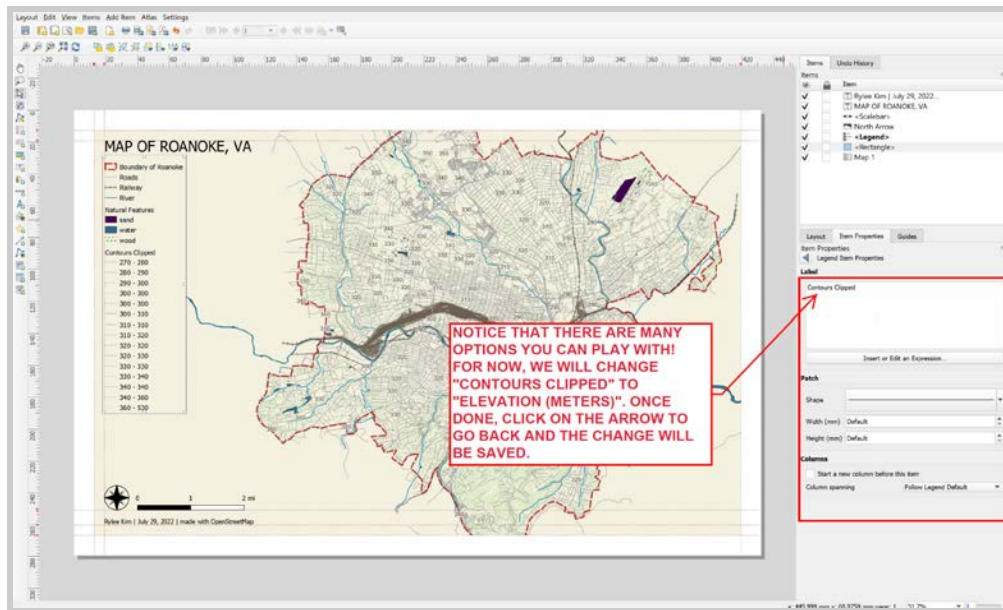 Layout Edit View Items Add Item Atlas Settings
Items Undo History
Items
Item
Rylee Kim | July 29, 2022...
MAP OF ROANOKE, VA
<Scalebar>
North Arrow
<Legend>
<Rectangle>
Map 1
MAP OF ROANOKE, VA
Boundary of Roanoke
Roads
Railway
River
Natural Features
sand
water
wood
Contours Clipped
270 - 280
280 - 290
290 - 300
300 - 300
300 - 310
310 - 310
310 - 320
320 - 330
330 - 330
330 - 340
340 - 340
340 - 360
360 - 520
0 1 2 mi
Rylee Kim | July 29, 2022 | made with OpenStreetMap
NOTICE THAT THERE ARE MANY
OPTIONS YOU CAN PLAY WITH!
FOR NOW, WE WILL CHANGE
"CONTOURS CLIPPED" TO
"ELEVATION (METERS)". ONCE
DONE, CLICK ON THE ARROW TO
GO BACK AND THE CHANGE WILL
BE SAVED.
Layout Item Properties Guides
Item Properties
Legend Item Properties
Label
Contours Clipped
Insert or Edit an Expression...
Patch
Shape
Width (mm) Default
Height (mm) Default
Columns
Start a new column before this item
Column spanning Follow Legend Default